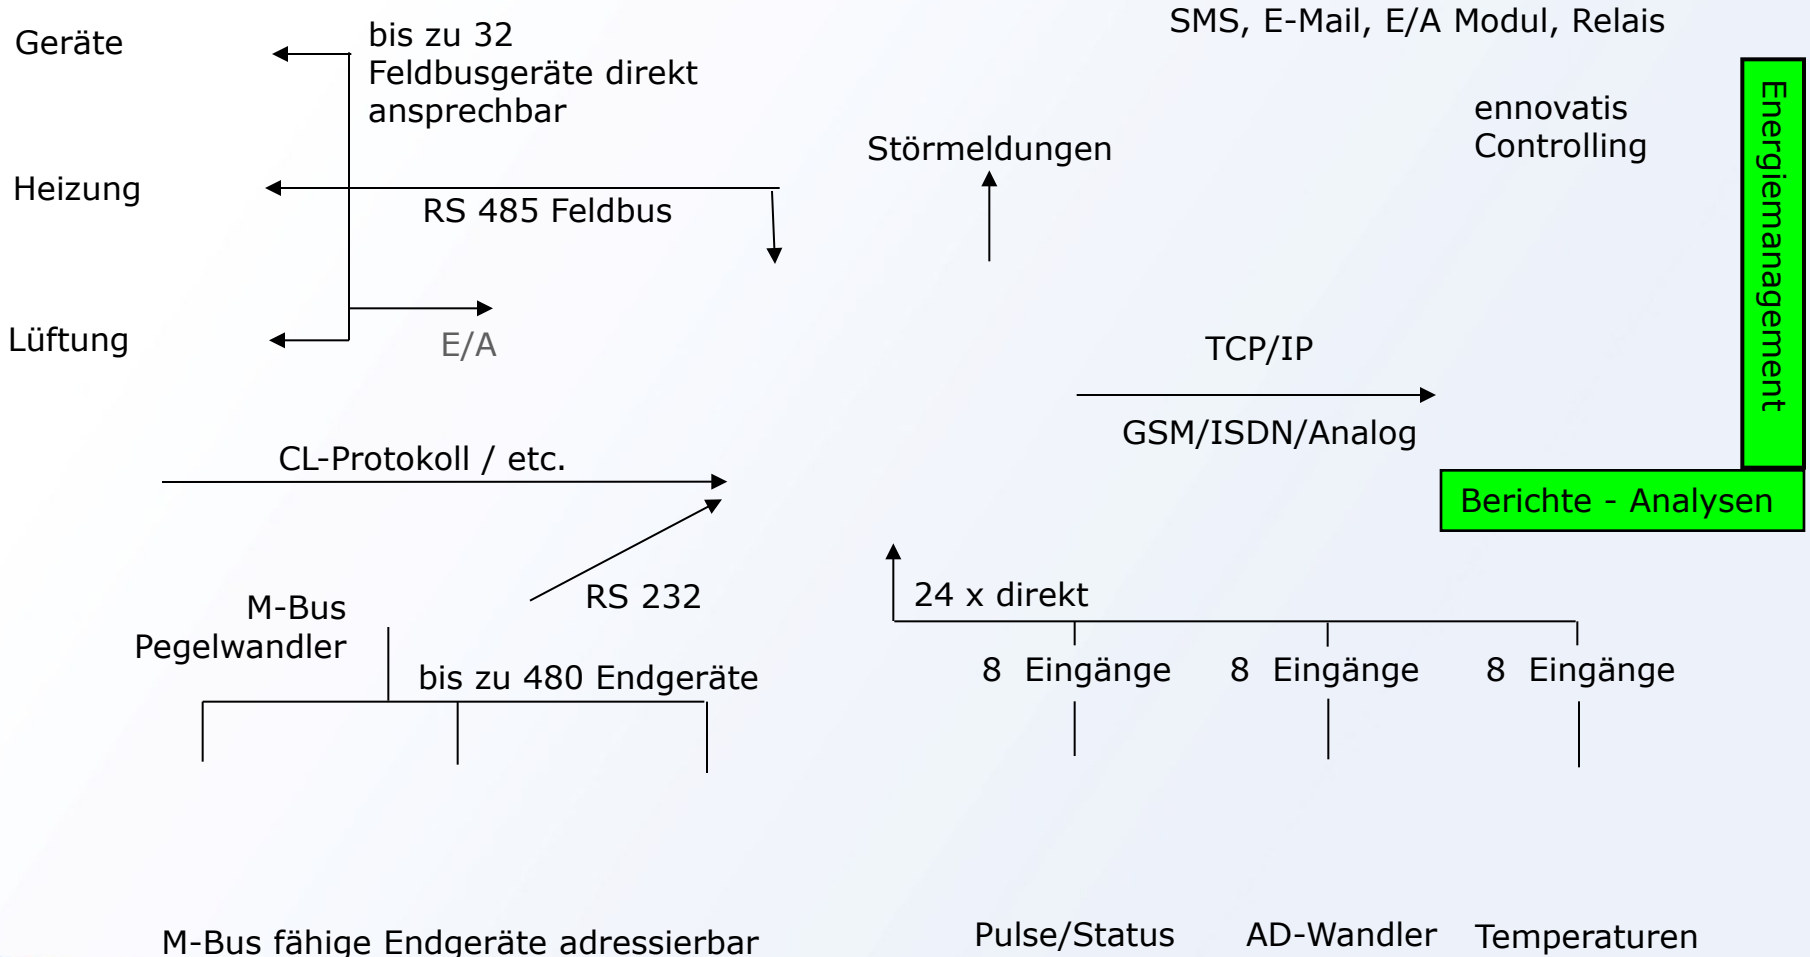 SMS, E-Mail, E/A Modul, Relais
Geräte
bis zu 32
Feldbusgeräte direkt
ansprechbar
ennovatis
Controlling
Energiemanagement
Störmeldungen
Heizung
RS 485 Feldbus
Lüftung
E/A
TCP/IP
GSM/ISDN/Analog
CL-Protokoll / etc.
Berichte - Analysen
RS 232
24 x direkt
M-Bus
Pegelwandler
bis zu 480 Endgeräte
8  Eingänge
8  Eingänge
8  Eingänge
M-Bus fähige Endgeräte adressierbar
Pulse/Status
AD-Wandler
Temperaturen